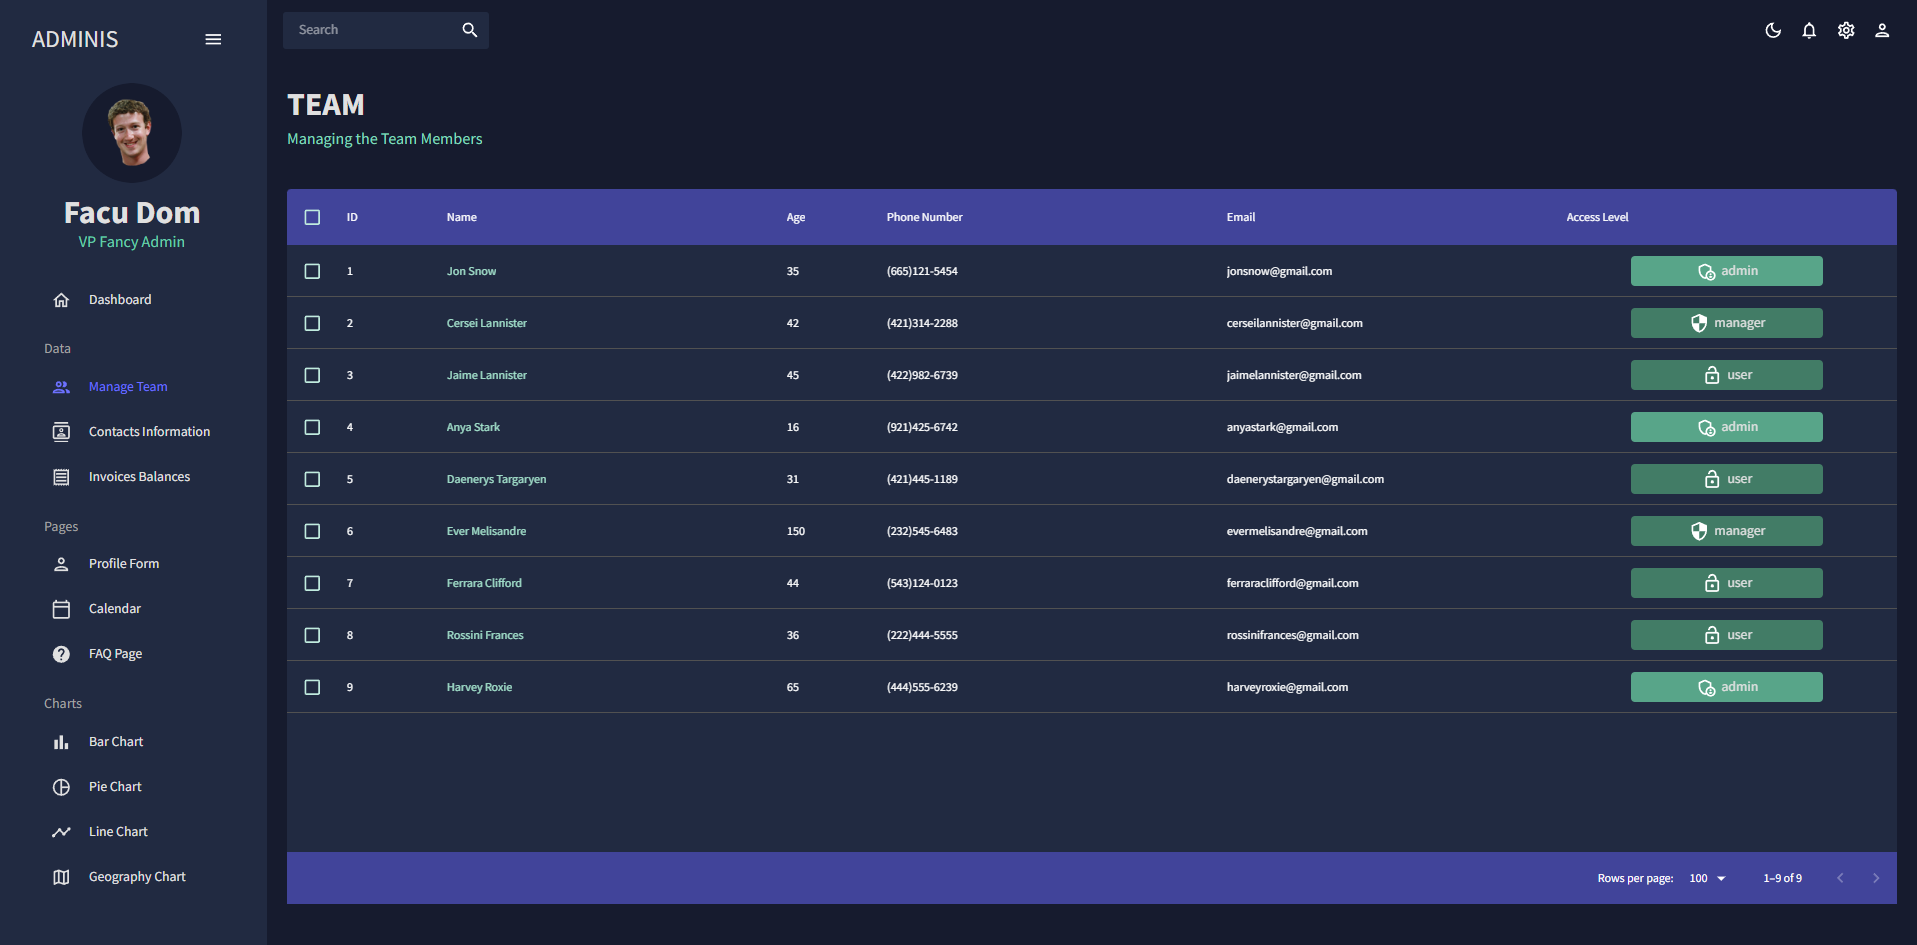 ADMINIS
Search
Facu Dom
VP Fancy Admin
Dashboard
Data
Manage Team
Contacts Information
Invoices Balances
Pages
Profile Form
Calendar
FAQ Page
Charts
Bar Chart
Pie Chart
Line Chart
Geography Chart
TEAM
Managing the Team Members
ID Name Age Phone Number Email Access Level
1 Jon Snow 35 (665)121-5454 jonsnow@gmail.com admin
2 Cersei Lannister 42 (421)314-2288 cerseilannister@gmail.com manager
3 Jaime Lannister 45 (422)982-6739 jaimelannister@gmail.com user
4 Anya Stark 16 (921)425-6742 anyastark@gmail.com admin
5 Daenerys Targaryen 31 (421)445-1189 daenerystargaryen@gmail.com user
6 Ever Melisandre 150 (232)545-6483 evermelisandre@gmail.com manager
7 Ferrara Clifford 44 (543)124-0123 ferraraclifford@gmail.com user
8 Rossini Frances 36 (222)444-5555 rossinifrances@gmail.com user
9 Harvey Roxie 65 (444)555-6239 harveyroxie@gmail.com admin
Rows per page: 100 1–9 of 9